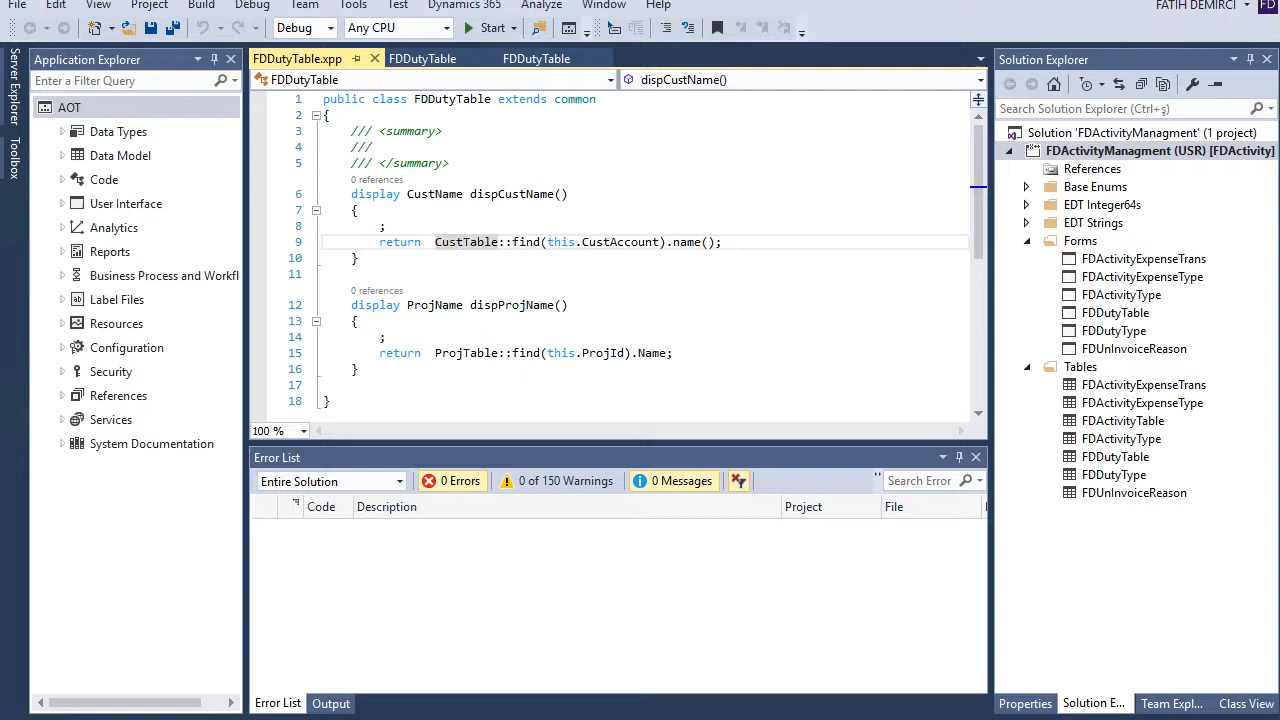 File Edit View Project Build Debug Team Tools Test Dynamics 365 Analyze Window Help FATIH DEMIRCI FD
Debug Any CPU Start
Server Explorer
Toolbox
Application Explorer
Enter a Filter Query
AOT
Data Types
Data Model
Code
User Interface
Analytics
Reports
Business Process and Workfl
Label Files
Resources
Configuration
Security
References
Services
System Documentation
FDDutyTable.xpp FDDutyTable FDDutyTable
FDDutyTable dispCustName()
1 public class FDDutyTable extends common
2 {
3 /// <summary>
4 ///
5 /// </summary>
0 references
6 display CustName dispCustName()
7 {
8 ;
9 return CustTable::find(this.CustAccount).name();
10 }
11
0 references
12 display ProjName dispProjName()
13 {
14 ;
15 return ProjTable::find(this.ProjId).Name;
16 }
17
18 }
100 %
Error List
Entire Solution 0 Errors 0 of 150 Warnings 0 Messages Search Error
Code Description Project File
Error List Output
Solution Explorer
Search Solution Explorer (Ctrl+ş)
Solution 'FDActivityManagment' (1 project)
FDActivityManagment (USR) [FDActivity]
References
Base Enums
EDT Integer64s
EDT Strings
Forms
FDActivityExpenseTrans
FDActivityExpenseType
FDActivityType
FDDutyTable
FDDutyType
FDUnInvoiceReason
Tables
FDActivityExpenseTrans
FDActivityExpenseType
FDActivityTable
FDActivityType
FDDutyTable
FDDutyType
FDUnInvoiceReason
Properties Solution E... Team Expl... Class View